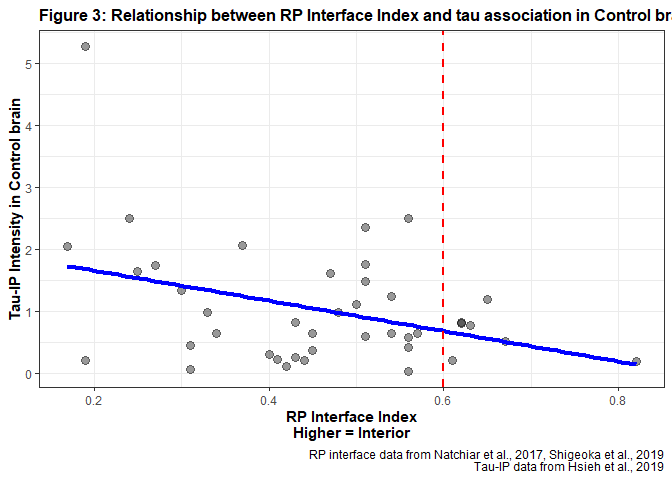 Figure 3: Relationship between RP Interface Index and tau association in Control br
Tau-IP Intensity in Control brain
5
4
3
2
1
0
0.2 0.4 0.6 0.8
RP Interface Index
Higher = Interior
RP interface data from Natchiar et al., 2017, Shigeoka et al., 2019
Tau-IP data from Hsieh et al., 2019